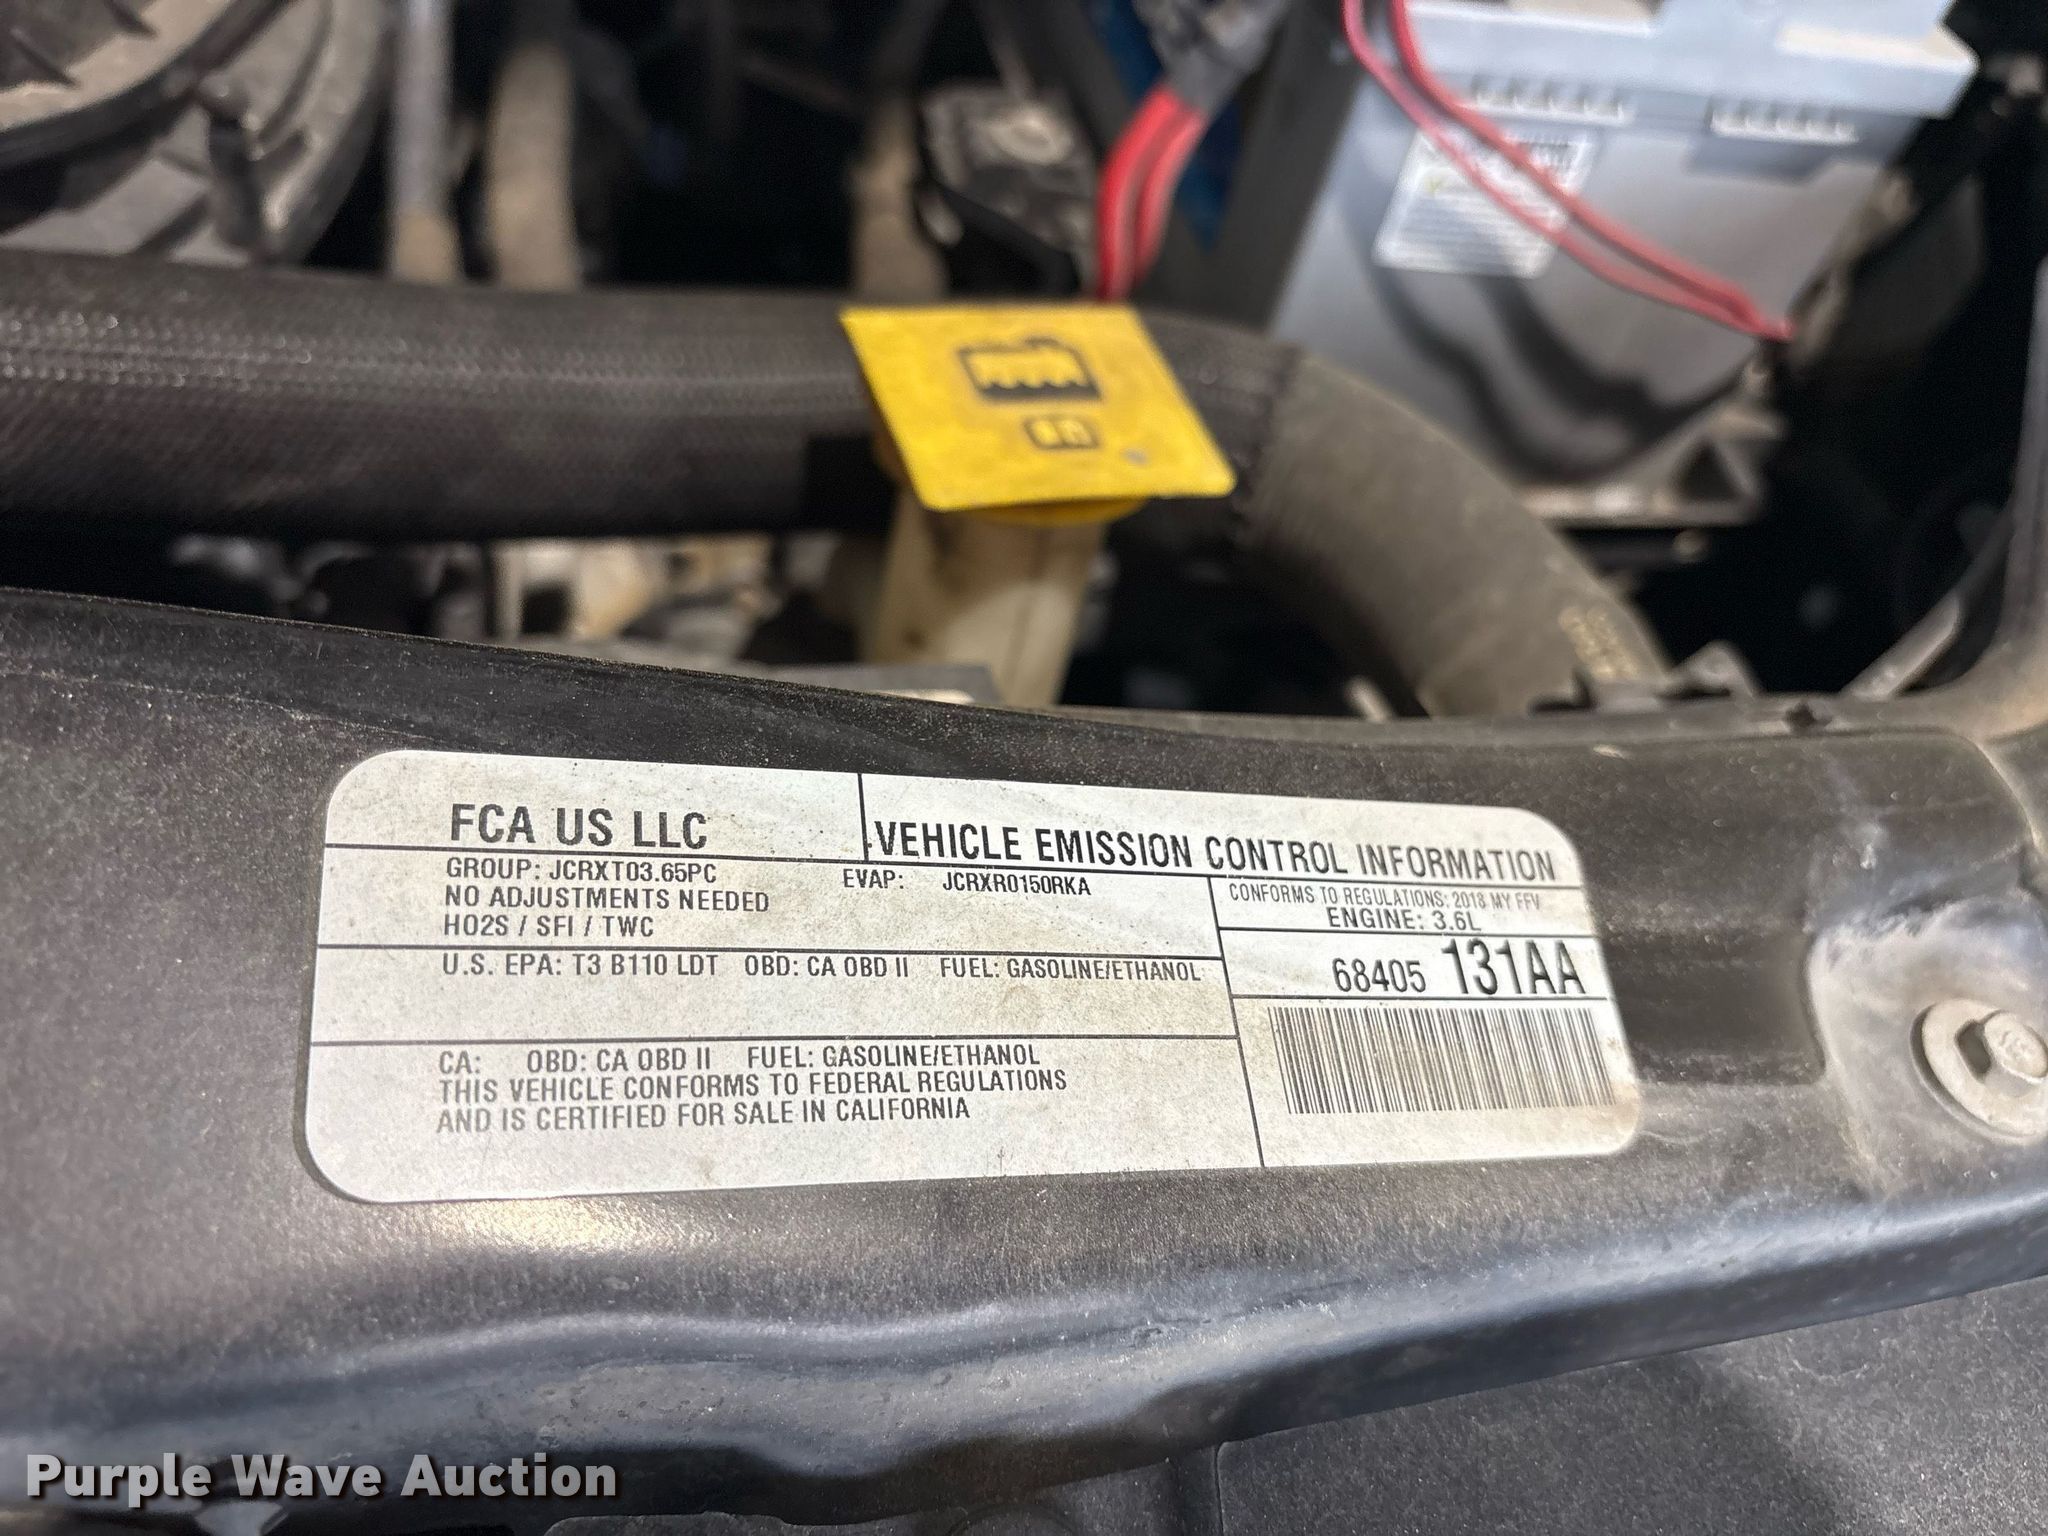 FCA US LLC
VEHICLE EMISSION CONTROL INFORMATION
GROUP: JCRXT03.65PC EVAP: JCRXR0150RKA
NO ADJUSTMENTS NEEDED
HO2S / SFI / TWC
CONFORMS TO REGULATIONS: 2018 MY FFV
ENGINE: 3.6L
U.S. EPA: T3 B110 LDT OBD: CA OBD II FUEL: GASOLINE/ETHANOL
68405 131AA
CA: OBD: CA OBD II FUEL: GASOLINE/ETHANOL
THIS VEHICLE CONFORMS TO FEDERAL REGULATIONS
AND IS CERTIFIED FOR SALE IN CALIFORNIA
Purple Wave Auction